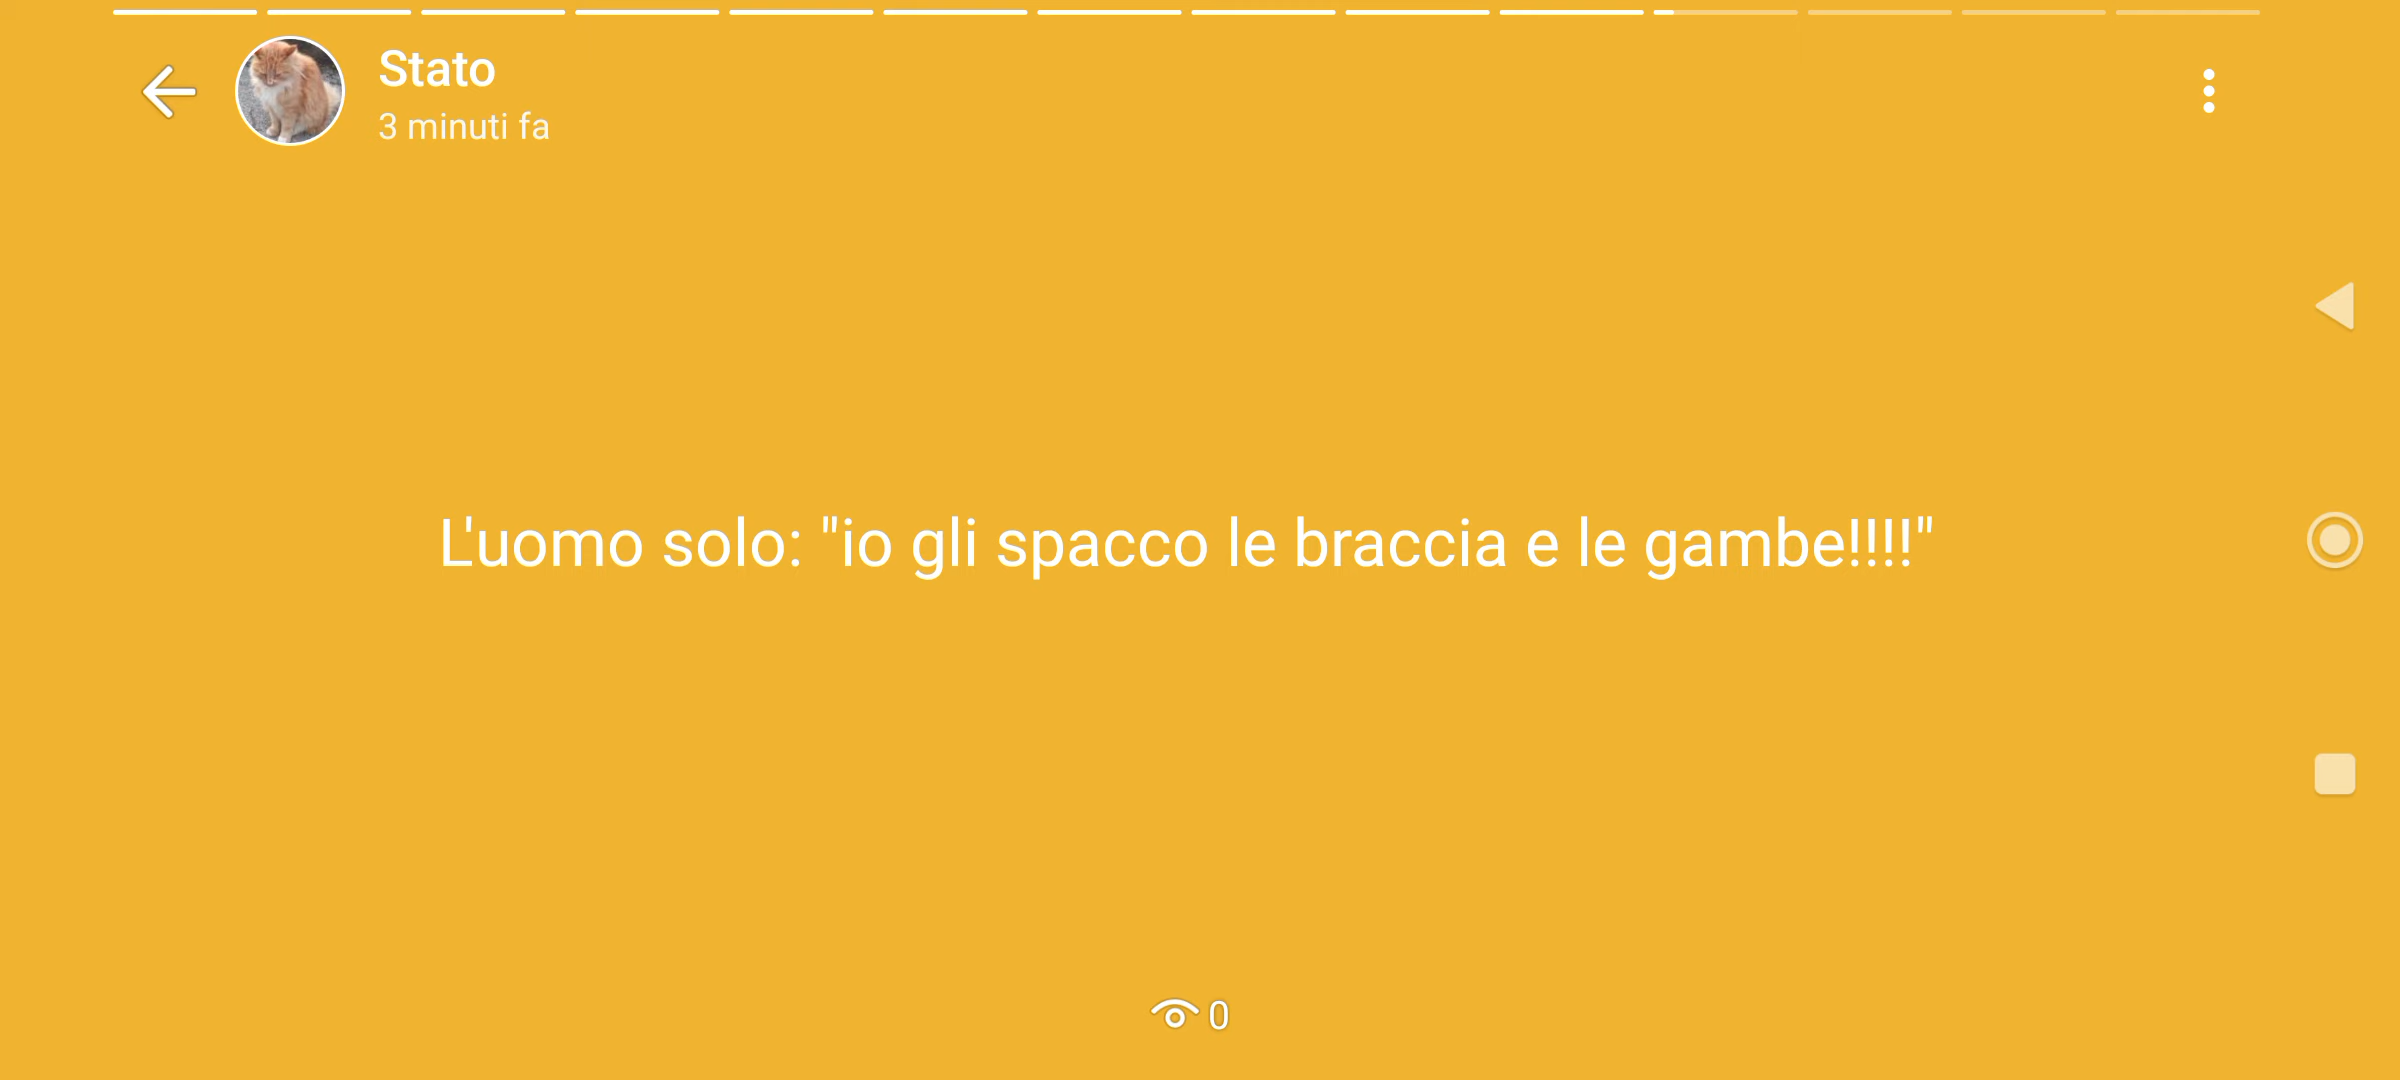 Stato
3 minuti fa
L'uomo solo: "io gli spacco le braccia e le gambe!!!!"
0